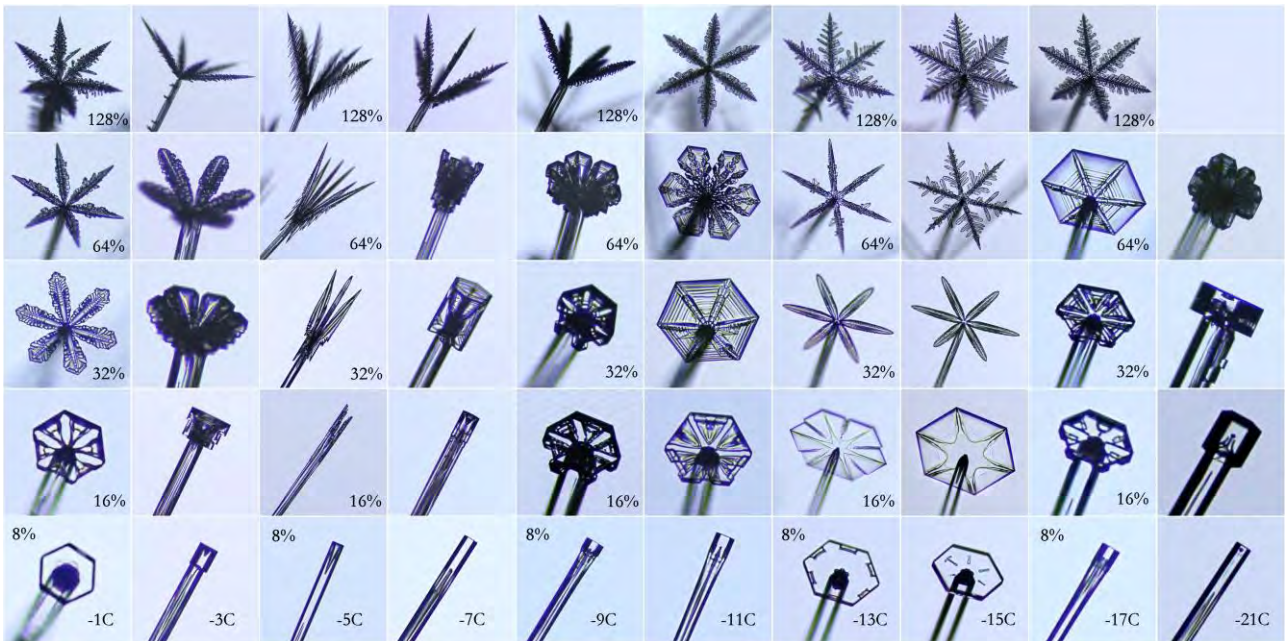 128% 128% 128% 128% 128%
64% 64% 64% 64% 64%
32% 32% 32% 32% 32%
16% 16% 16% 16% 16%
8% 8% 8% 8% 8%
-1C -3C -5C -7C -9C -11C -13C -15C -17C -21C